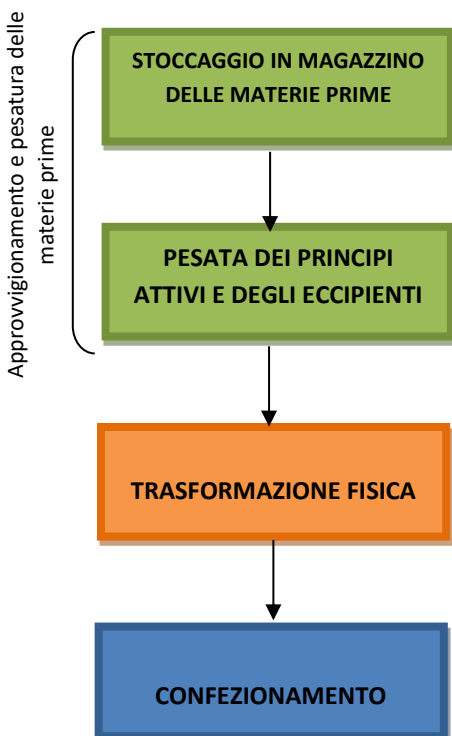 Approvvigionamento e pesatura delle
materie prime
STOCCAGGIO IN MAGAZZINO
DELLE MATERIE PRIME
PESATA DEI PRINCIPI
ATTIVI E DEGLI ECCIPIENTI
TRASFORMAZIONE FISICA
CONFEZIONAMENTO